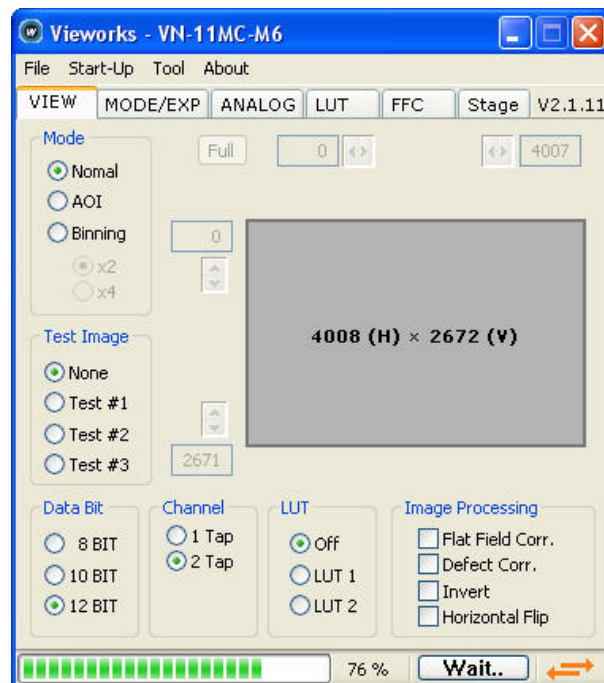 Vieworks - VN-11MC-M6
File Start-Up Tool About
VIEW MODE/EXP ANALOG LUT FFC Stage V2.1.11
Mode
Full 0 4007
Nomal
AOI
Binning 0
x2
x4
4008 (H) × 2672 (V)
Test Image
None
Test #1
Test #2
Test #3 2671
Data Bit Channel LUT Image Processing
8 BIT 1 Tap Off Flat Field Corr.
10 BIT 2 Tap LUT 1 Defect Corr.
12 BIT LUT 2 Invert
Horizontal Flip
76 % Wait..